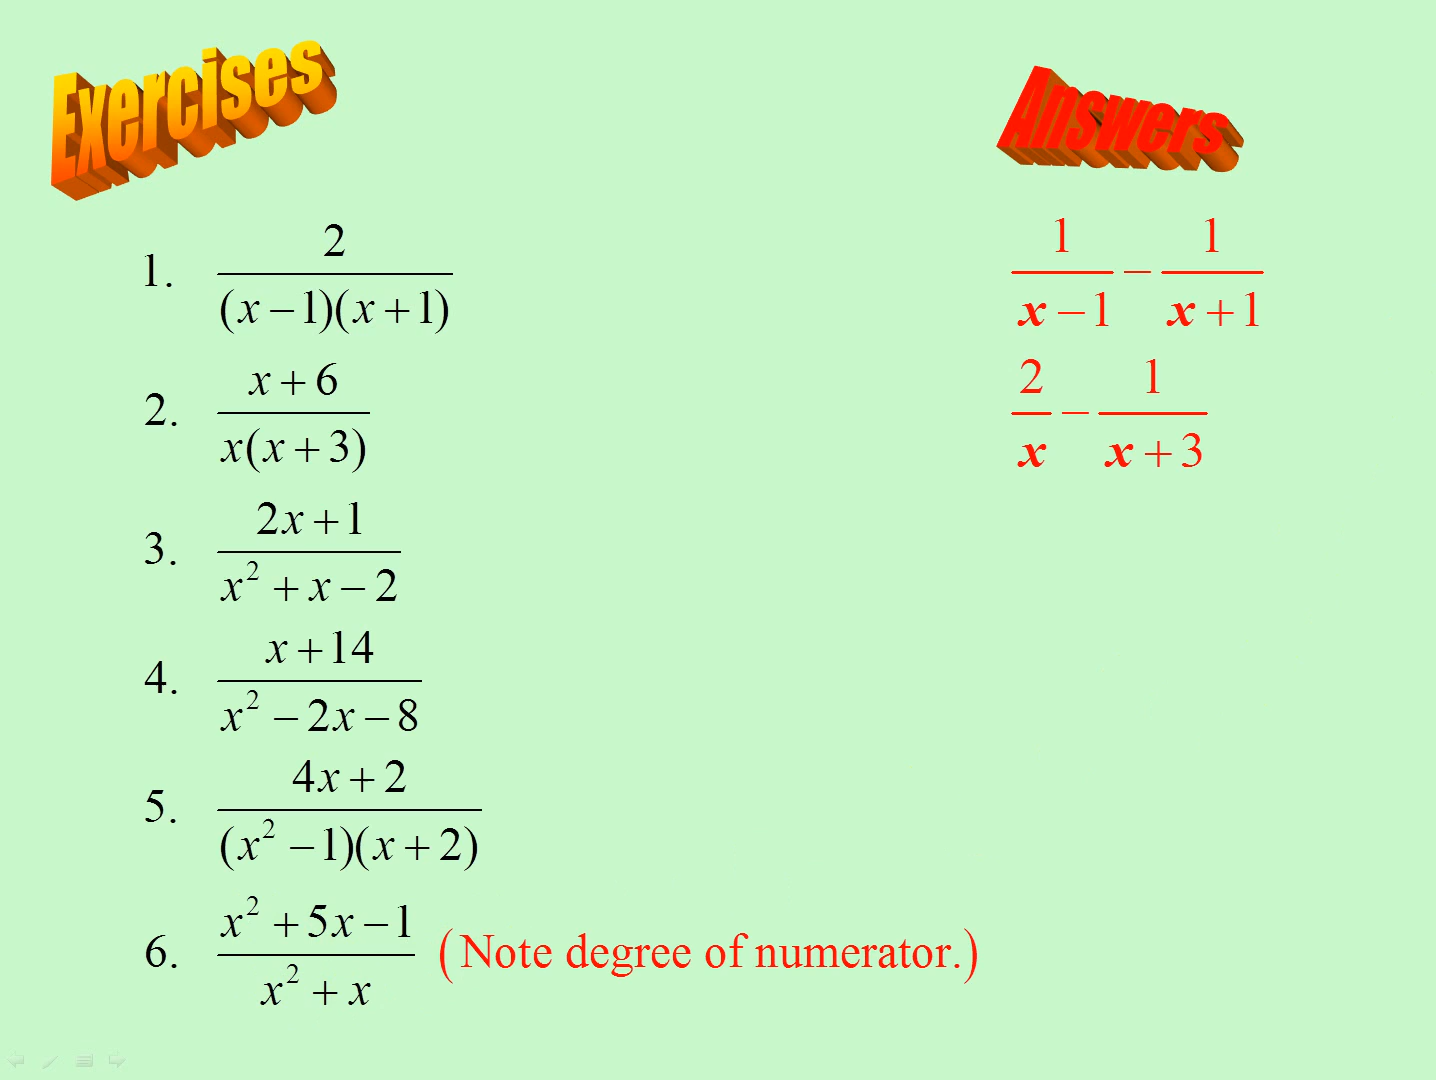 Exercises
Answers
1. 2/((x − 1)(x + 1))
1/(x − 1) − 1/(x + 1)
2. (x + 6)/(x(x + 3))
2/x − 1/(x + 3)
3. (2x + 1)/(x² + x − 2)
4. (x + 14)/(x² − 2x − 8)
5. (4x + 2)/((x² − 1)(x + 2))
6. (x² + 5x − 1)/(x² + x) (Note degree of numerator.)